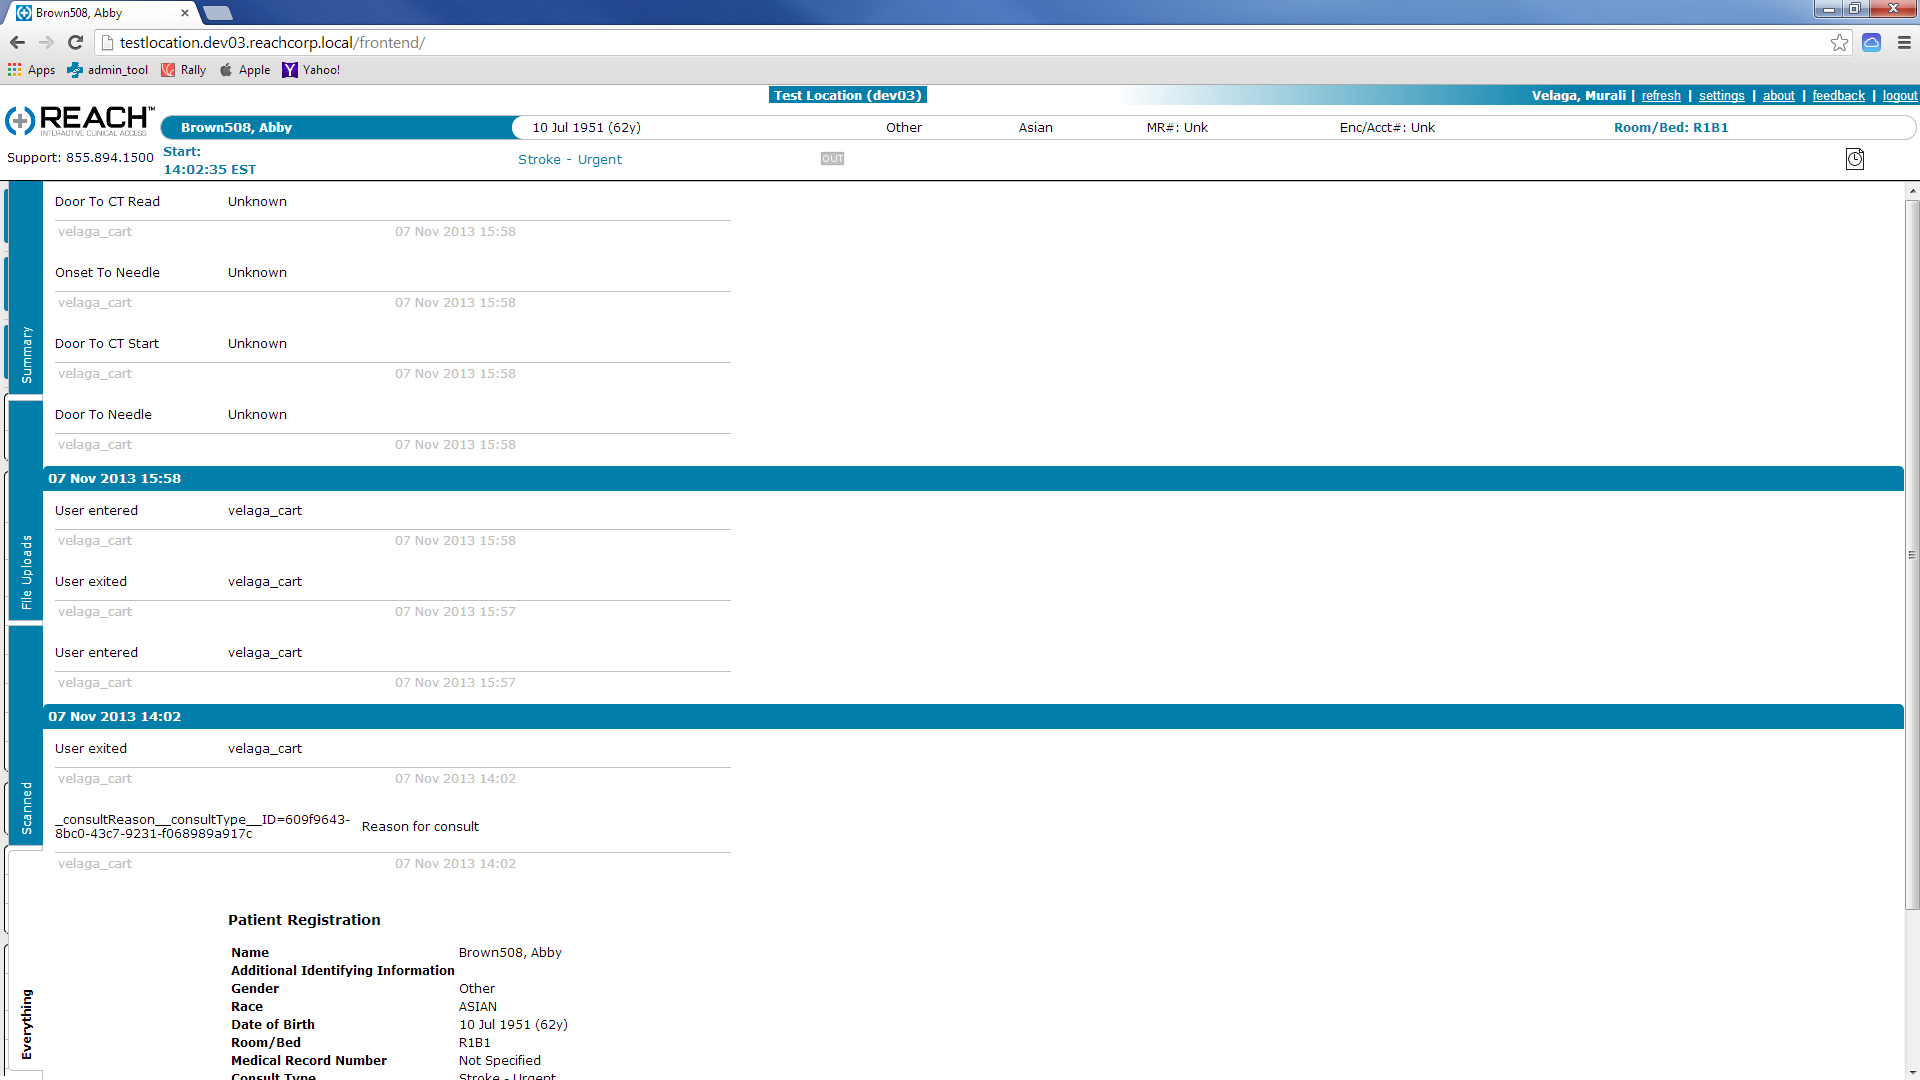 Brown508, Abby
testlocation.dev03.reachcorp.local/frontend/
Apps admin_tool Rally Apple Yahoo!
Test Location (dev03) Velaga, Murali | refresh | settings | about | feedback | logout
REACH™
INTERACTIVE CLINICAL ACCESS
Brown508, Abby 10 Jul 1951 (62y) Other Asian MR#: Unk Enc/Acct#: Unk Room/Bed: R1B1
Support: 855.894.1500
Start:
14:02:35 EST
Stroke - Urgent
OUT
Summary
File Uploads
Scanned
Everything
Door To CT Read Unknown
velaga_cart 07 Nov 2013 15:58
Onset To Needle Unknown
velaga_cart 07 Nov 2013 15:58
Door To CT Start Unknown
velaga_cart 07 Nov 2013 15:58
Door To Needle Unknown
velaga_cart 07 Nov 2013 15:58
07 Nov 2013 15:58
User entered velaga_cart
velaga_cart 07 Nov 2013 15:58
User exited velaga_cart
velaga_cart 07 Nov 2013 15:57
User entered velaga_cart
velaga_cart 07 Nov 2013 15:57
07 Nov 2013 14:02
User exited velaga_cart
velaga_cart 07 Nov 2013 14:02
_consultReason__consultType__ID=609f9643-
8bc0-43c7-9231-f068989a917c
Reason for consult
velaga_cart 07 Nov 2013 14:02
Patient Registration
Name Brown508, Abby
Additional Identifying Information
Gender Other
Race ASIAN
Date of Birth 10 Jul 1951 (62y)
Room/Bed R1B1
Medical Record Number Not Specified
Consult Type Stroke - Urgent